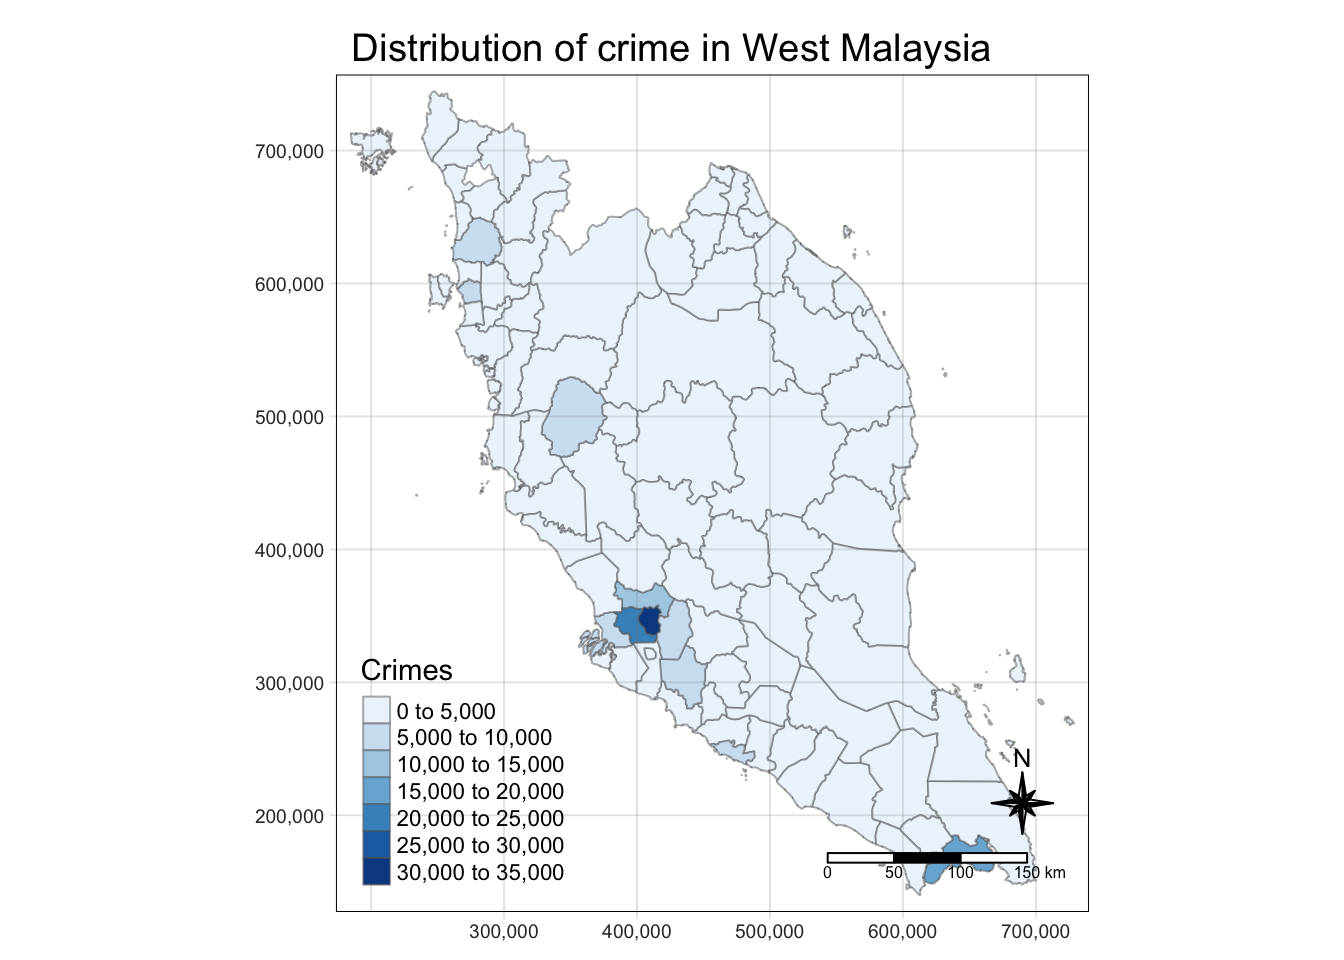 Distribution of crime in West Malaysia
700,000
600,000
500,000
400,000
300,000
200,000
Crimes
0 to 5,000
5,000 to 10,000
10,000 to 15,000
15,000 to 20,000
20,000 to 25,000
25,000 to 30,000
30,000 to 35,000
N
0 50 100 150 km
300,000 400,000 500,000 600,000 700,000